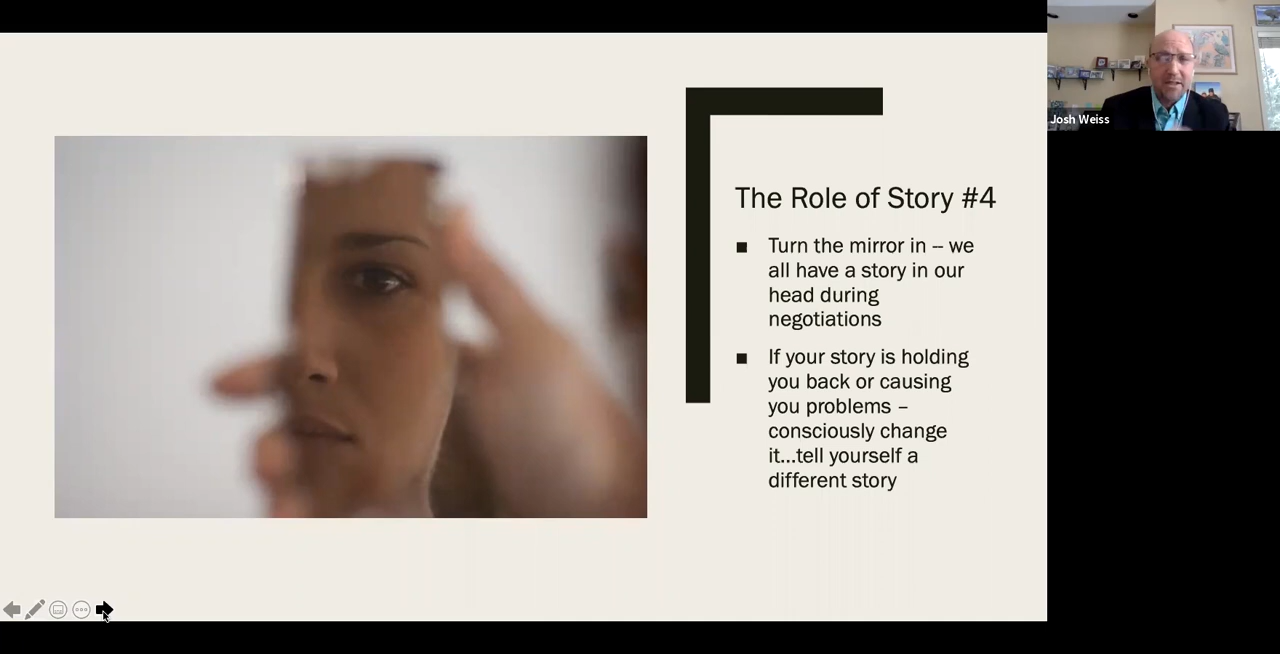 Josh Weiss
The Role of Story #4
■ Turn the mirror in – we
all have a story in our
head during
negotiations
■ If your story is holding
you back or causing
you problems –
consciously change
it...tell yourself a
different story